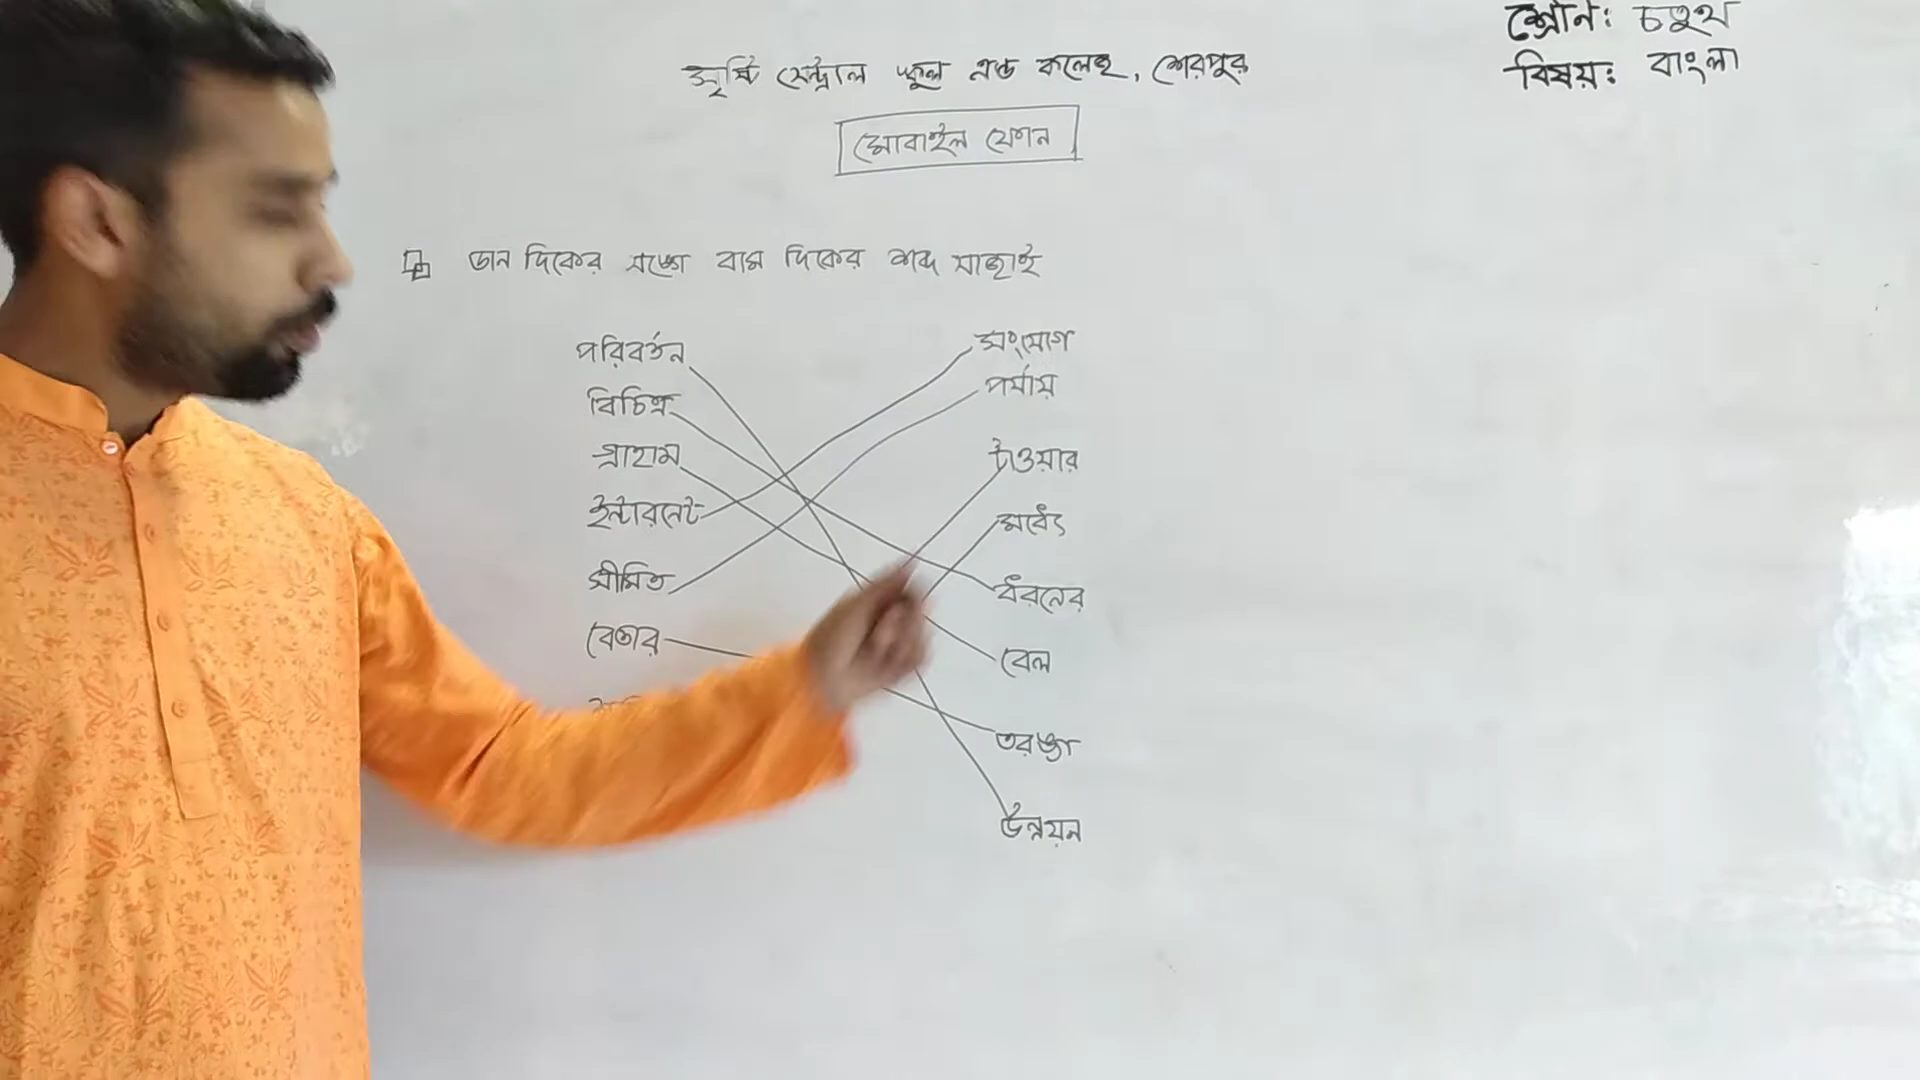 শ্রেণি: চতুর্থ
বিষয়: বাংলা
সৃষ্টি সেন্ট্রাল স্কুল এন্ড কলেজ, শেরপুর
মোবাইল ফোন
ডান দিকের সঙ্গে বাম দিকের শব্দ সাজাই
পরিবর্তন সংযোগ
বিচিত্র পর্যায়
গ্রাহাম টাওয়ার
ইন্টারনেট মধ্যে
সীমিত ধরনের
বেতার বেল
তরঙ্গ
উন্নয়ন